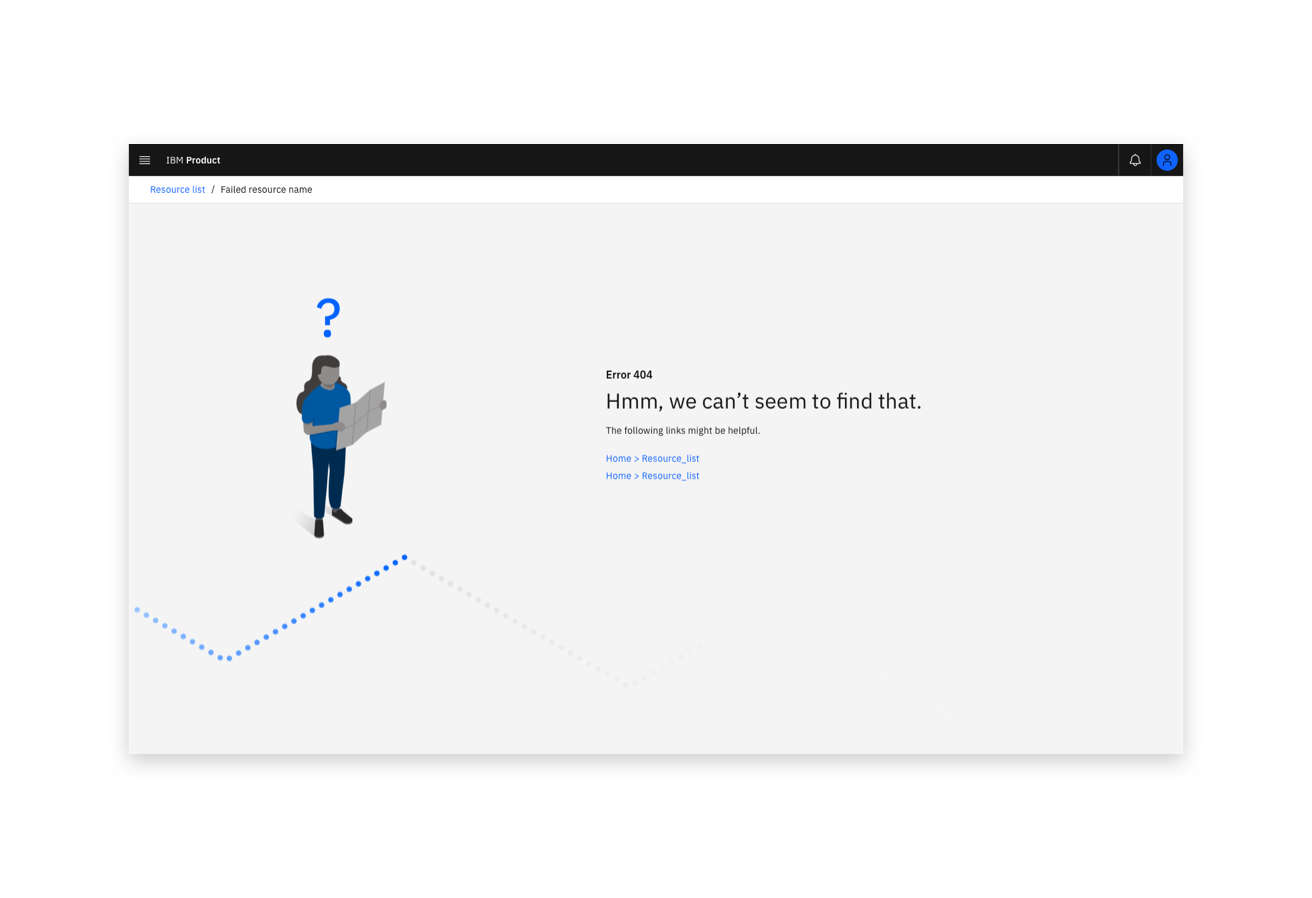 IBM Product
Resource list / Failed resource name
?
Error 404
Hmm, we can’t seem to find that.
The following links might be helpful.
Home > Resource_list
Home > Resource_list